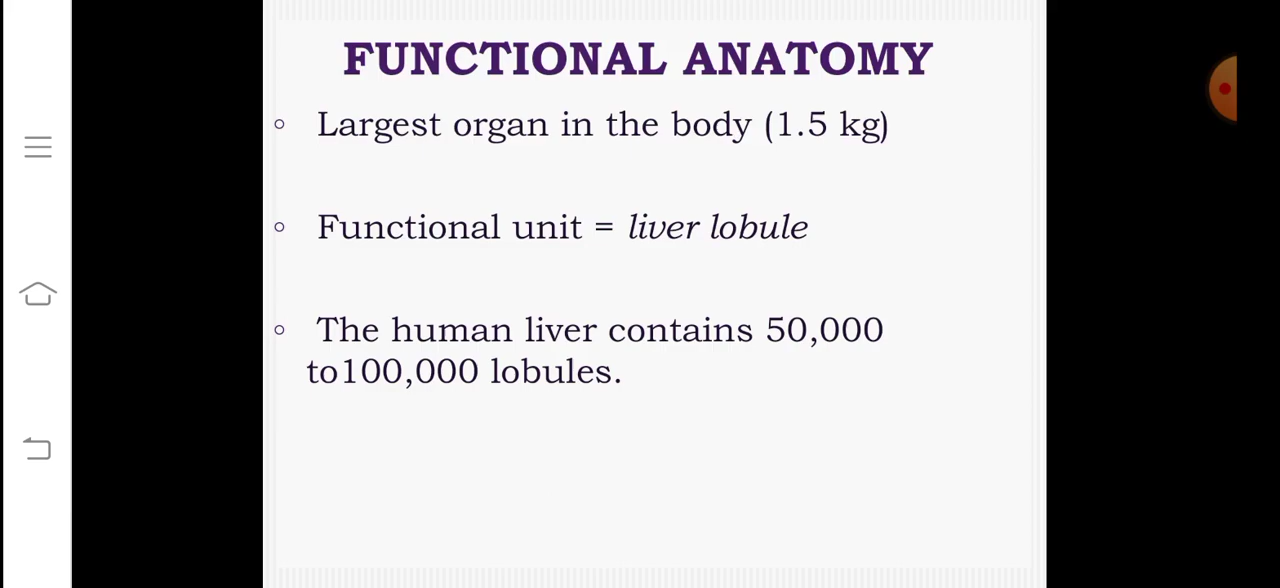 FUNCTIONAL ANATOMY
◦ Largest organ in the body (1.5 kg)
◦ Functional unit = liver lobule
◦ The human liver contains 50,000
to100,000 lobules.